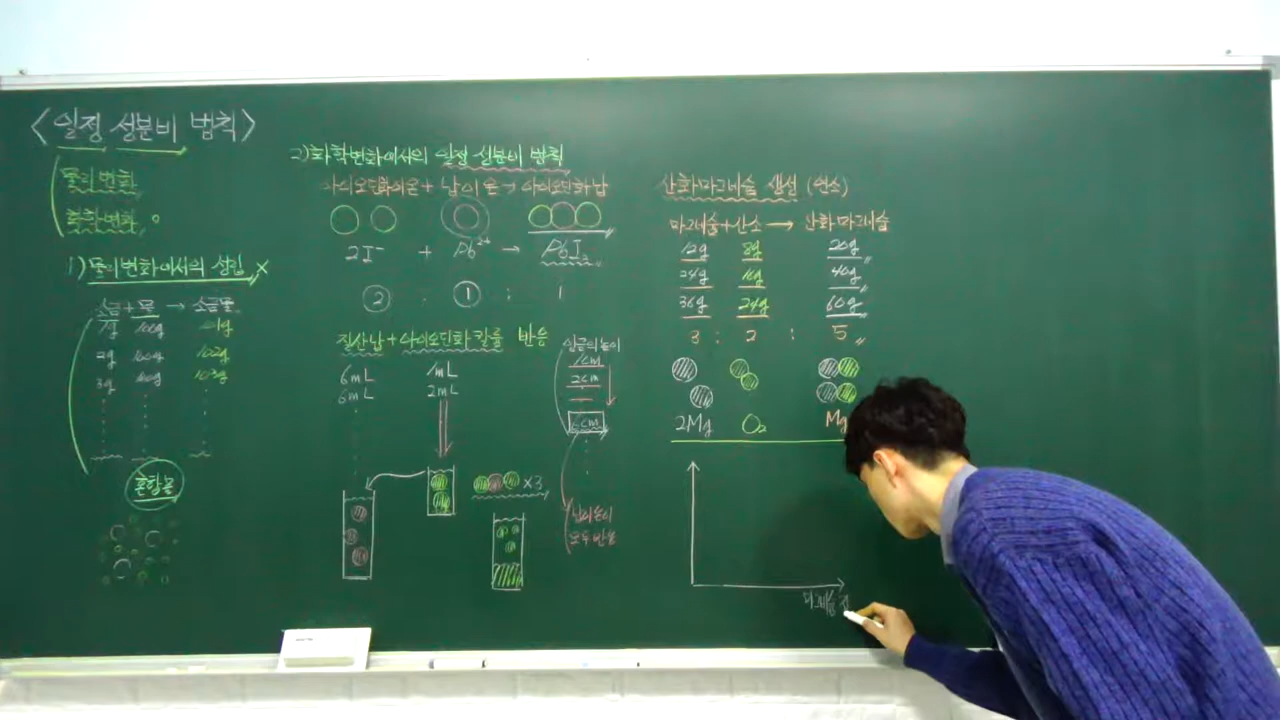 <일정 성분비 법칙>
물리변화
화학변화 o
1) 물리변화에서의 성립 X
소금+물 → 소금물
1g 100g 101g
2g 100g 102g
3g 100g 103g
혼합물
2) 화학변화에서의 일정 성분비 법칙
아이오딘화이온 + 납이온 → 아이오딘화납
2I⁻ + Pb²⁺ → PbI₂
2 : 1 : 1
질산납 + 아이오딘화칼륨 반응
6mL 1mL
6mL 2mL
앙금의 높이
1cm
2cm
6cm
×3
납이온이
모두 반응
산화마그네슘 생성 (연소)
마그네슘+산소 → 산화마그네슘
12g 8g 20g
24g 16g 40g
36g 24g 60g
3 : 2 : 5
2Mg O₂ Mg
마그네슘 질